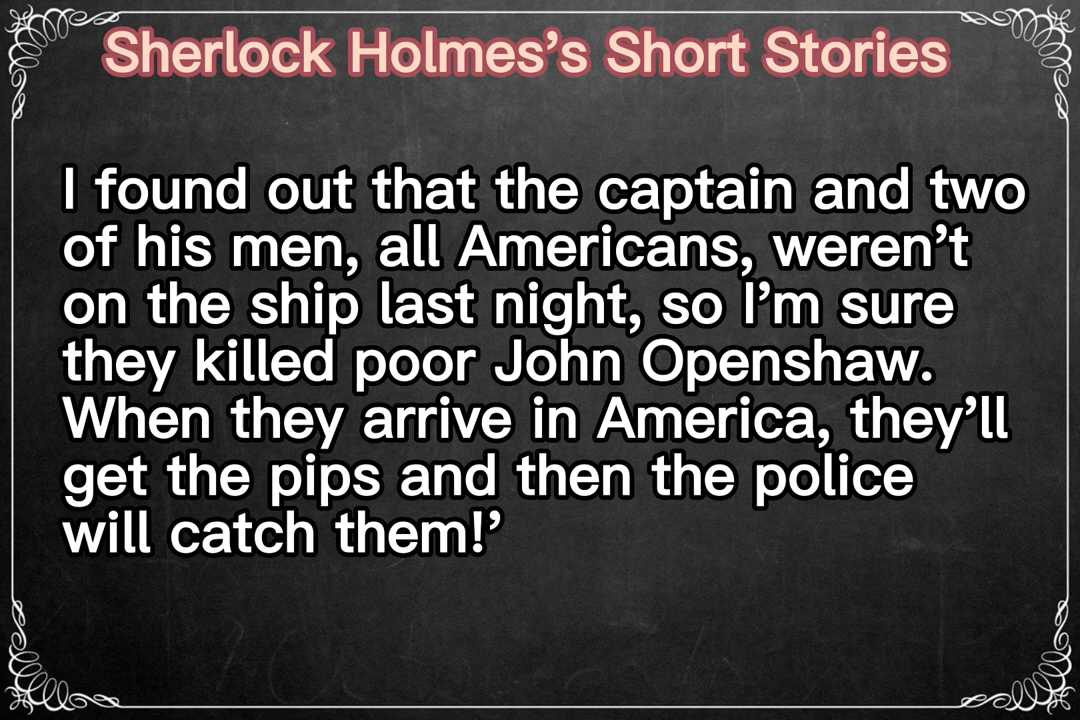 Sherlock Holmes’s Short Stories
I found out that the captain and two
of his men, all Americans, weren’t
on the ship last night, so I’m sure
they killed poor John Openshaw.
When they arrive in America, they’ll
get the pips and then the police
will catch them!’